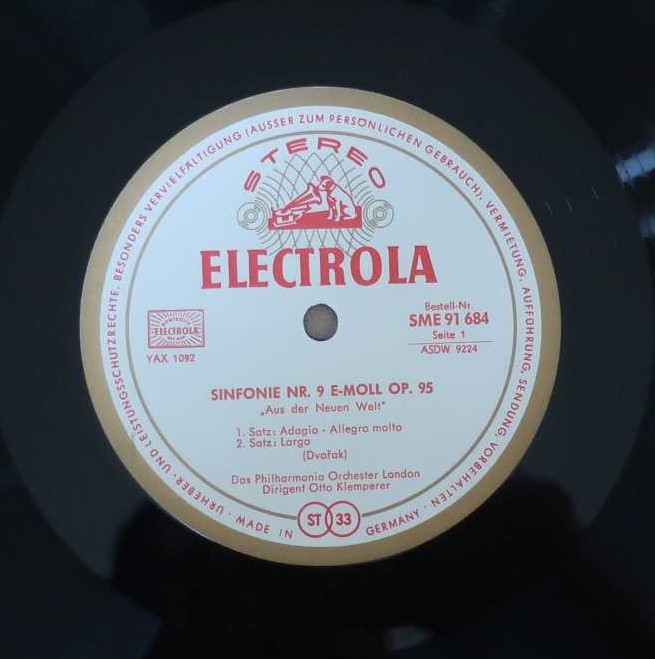 URHEBER - UND LEISTUNGSSCHUTZRECHTE, BESONDERS VERVIELFÄLTIGUNG (AUSSER ZUM PERSÖNLICHEN GEBRAUCH), VERMIETUNG, AUFFÜHRUNG, SENDUNG, VORBEHALTEN
STEREO
ELECTROLA
Bestell-Nr.
SME 91 684
Seite 1
ASDW 9224
ELECTROLA
YAX 1092
SINFONIE NR. 9 E-MOLL OP. 95
„Aus der Neuen Welt"
1. Satz: Adagio - Allegro molto
2. Satz: Largo
(Dvořak)
Das Philharmonia Orchester London
Dirigent Otto Klemperer
ST 33
MADE IN GERMANY